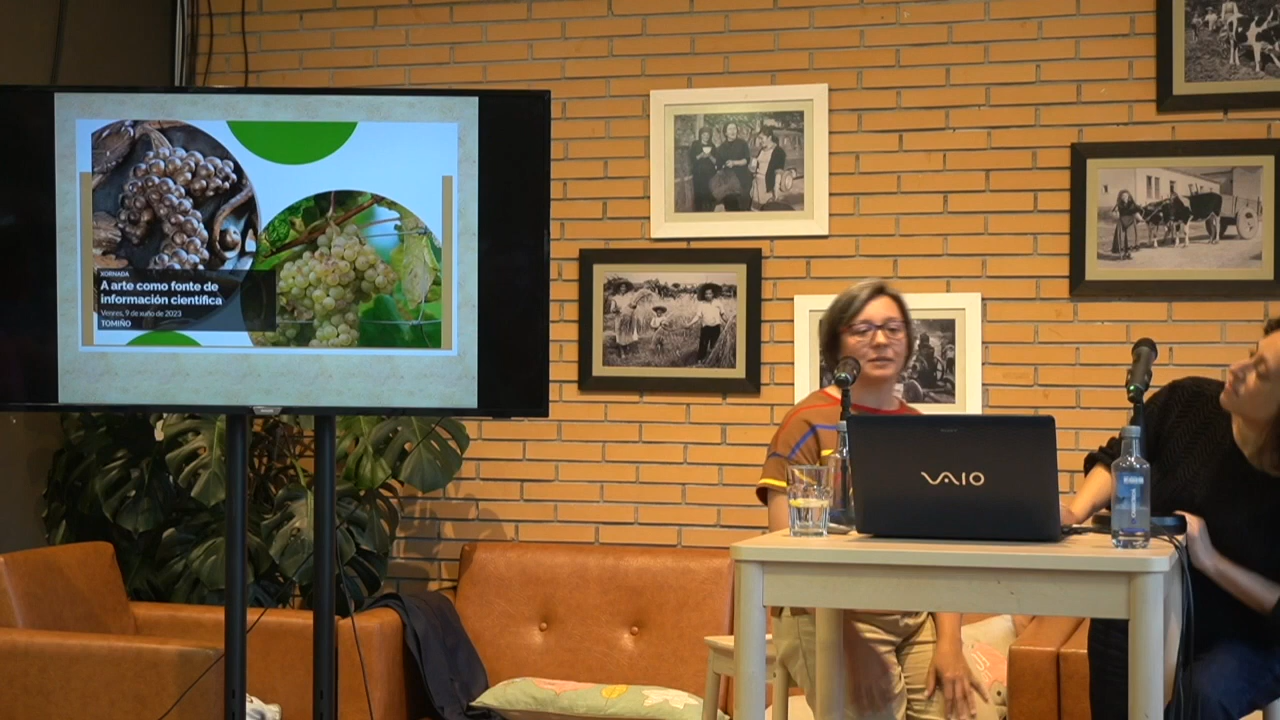 XORNADA
A arte como fonte de
información científica
Venres, 9 de xuño de 2023
TOMIÑO
VAIO